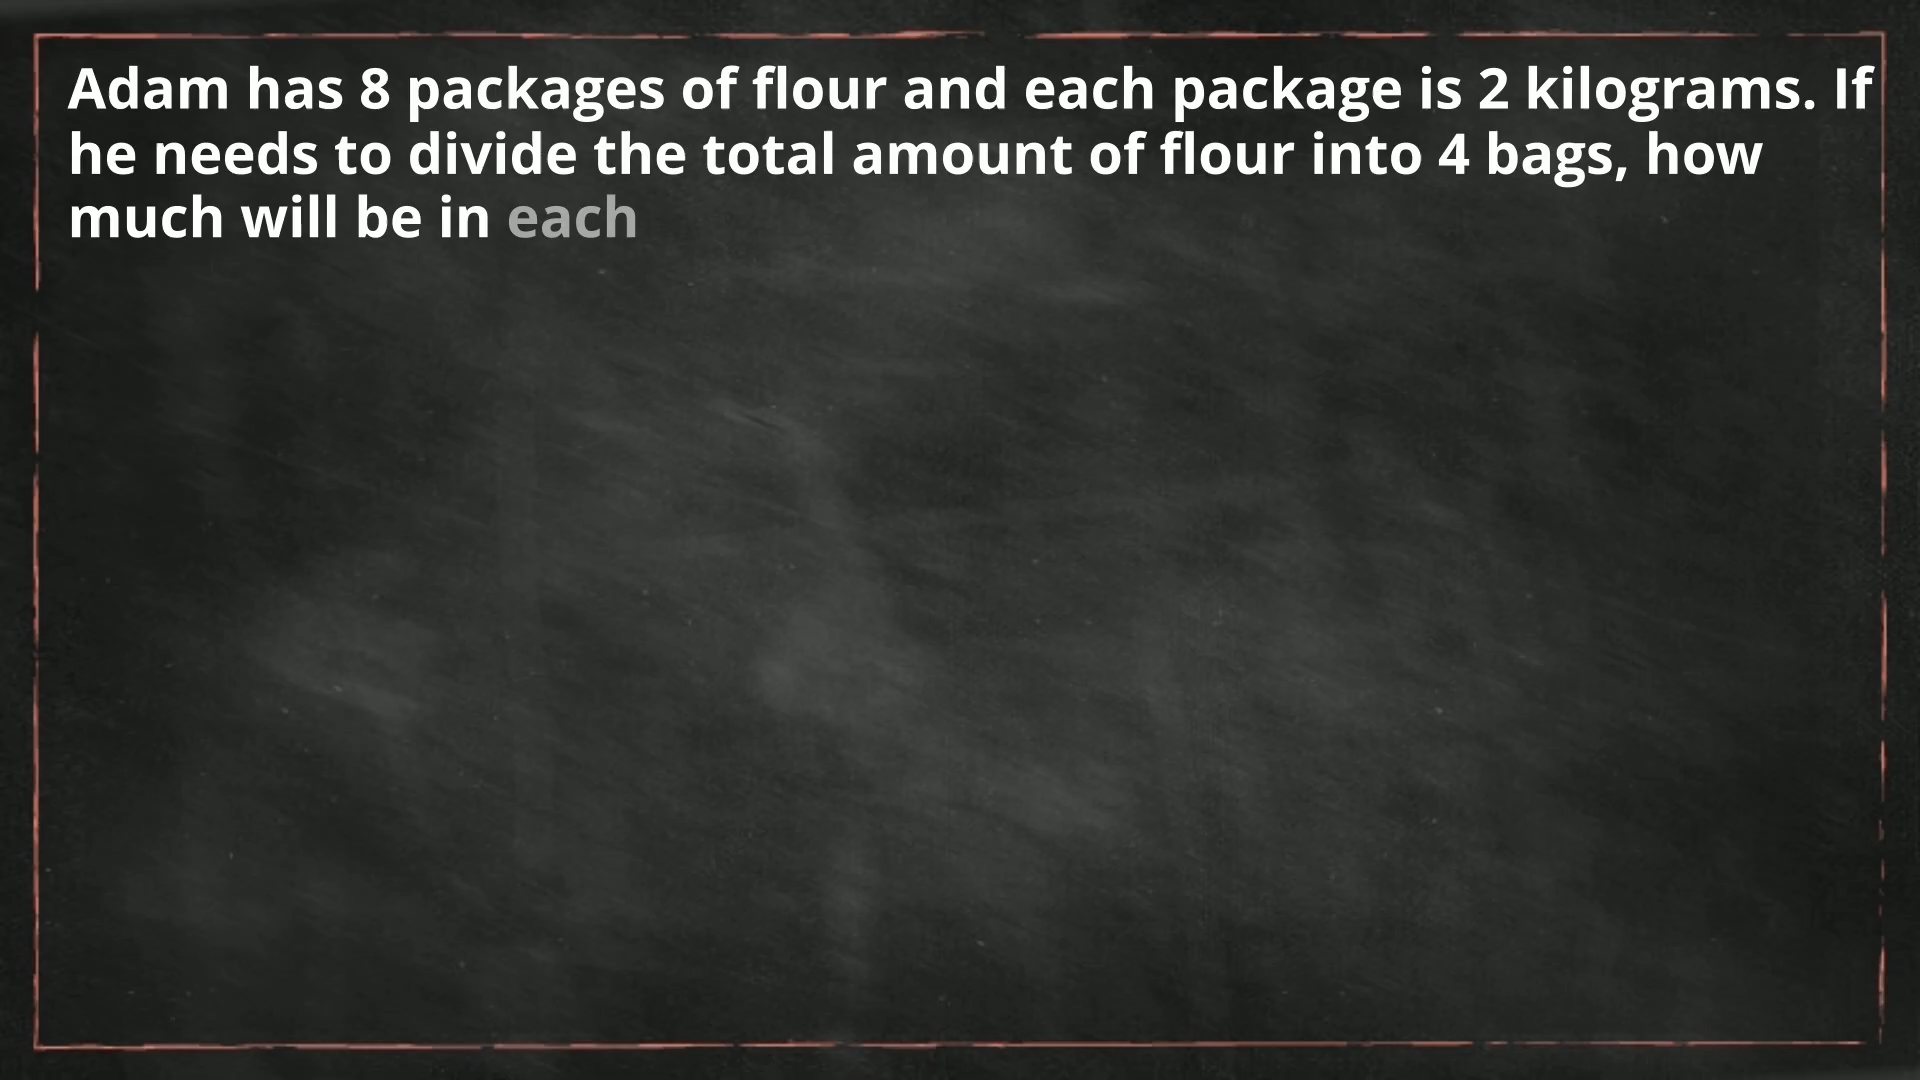 Adam has 8 packages of flour and each package is 2 kilograms. If
he needs to divide the total amount of flour into 4 bags, how
much will be in each